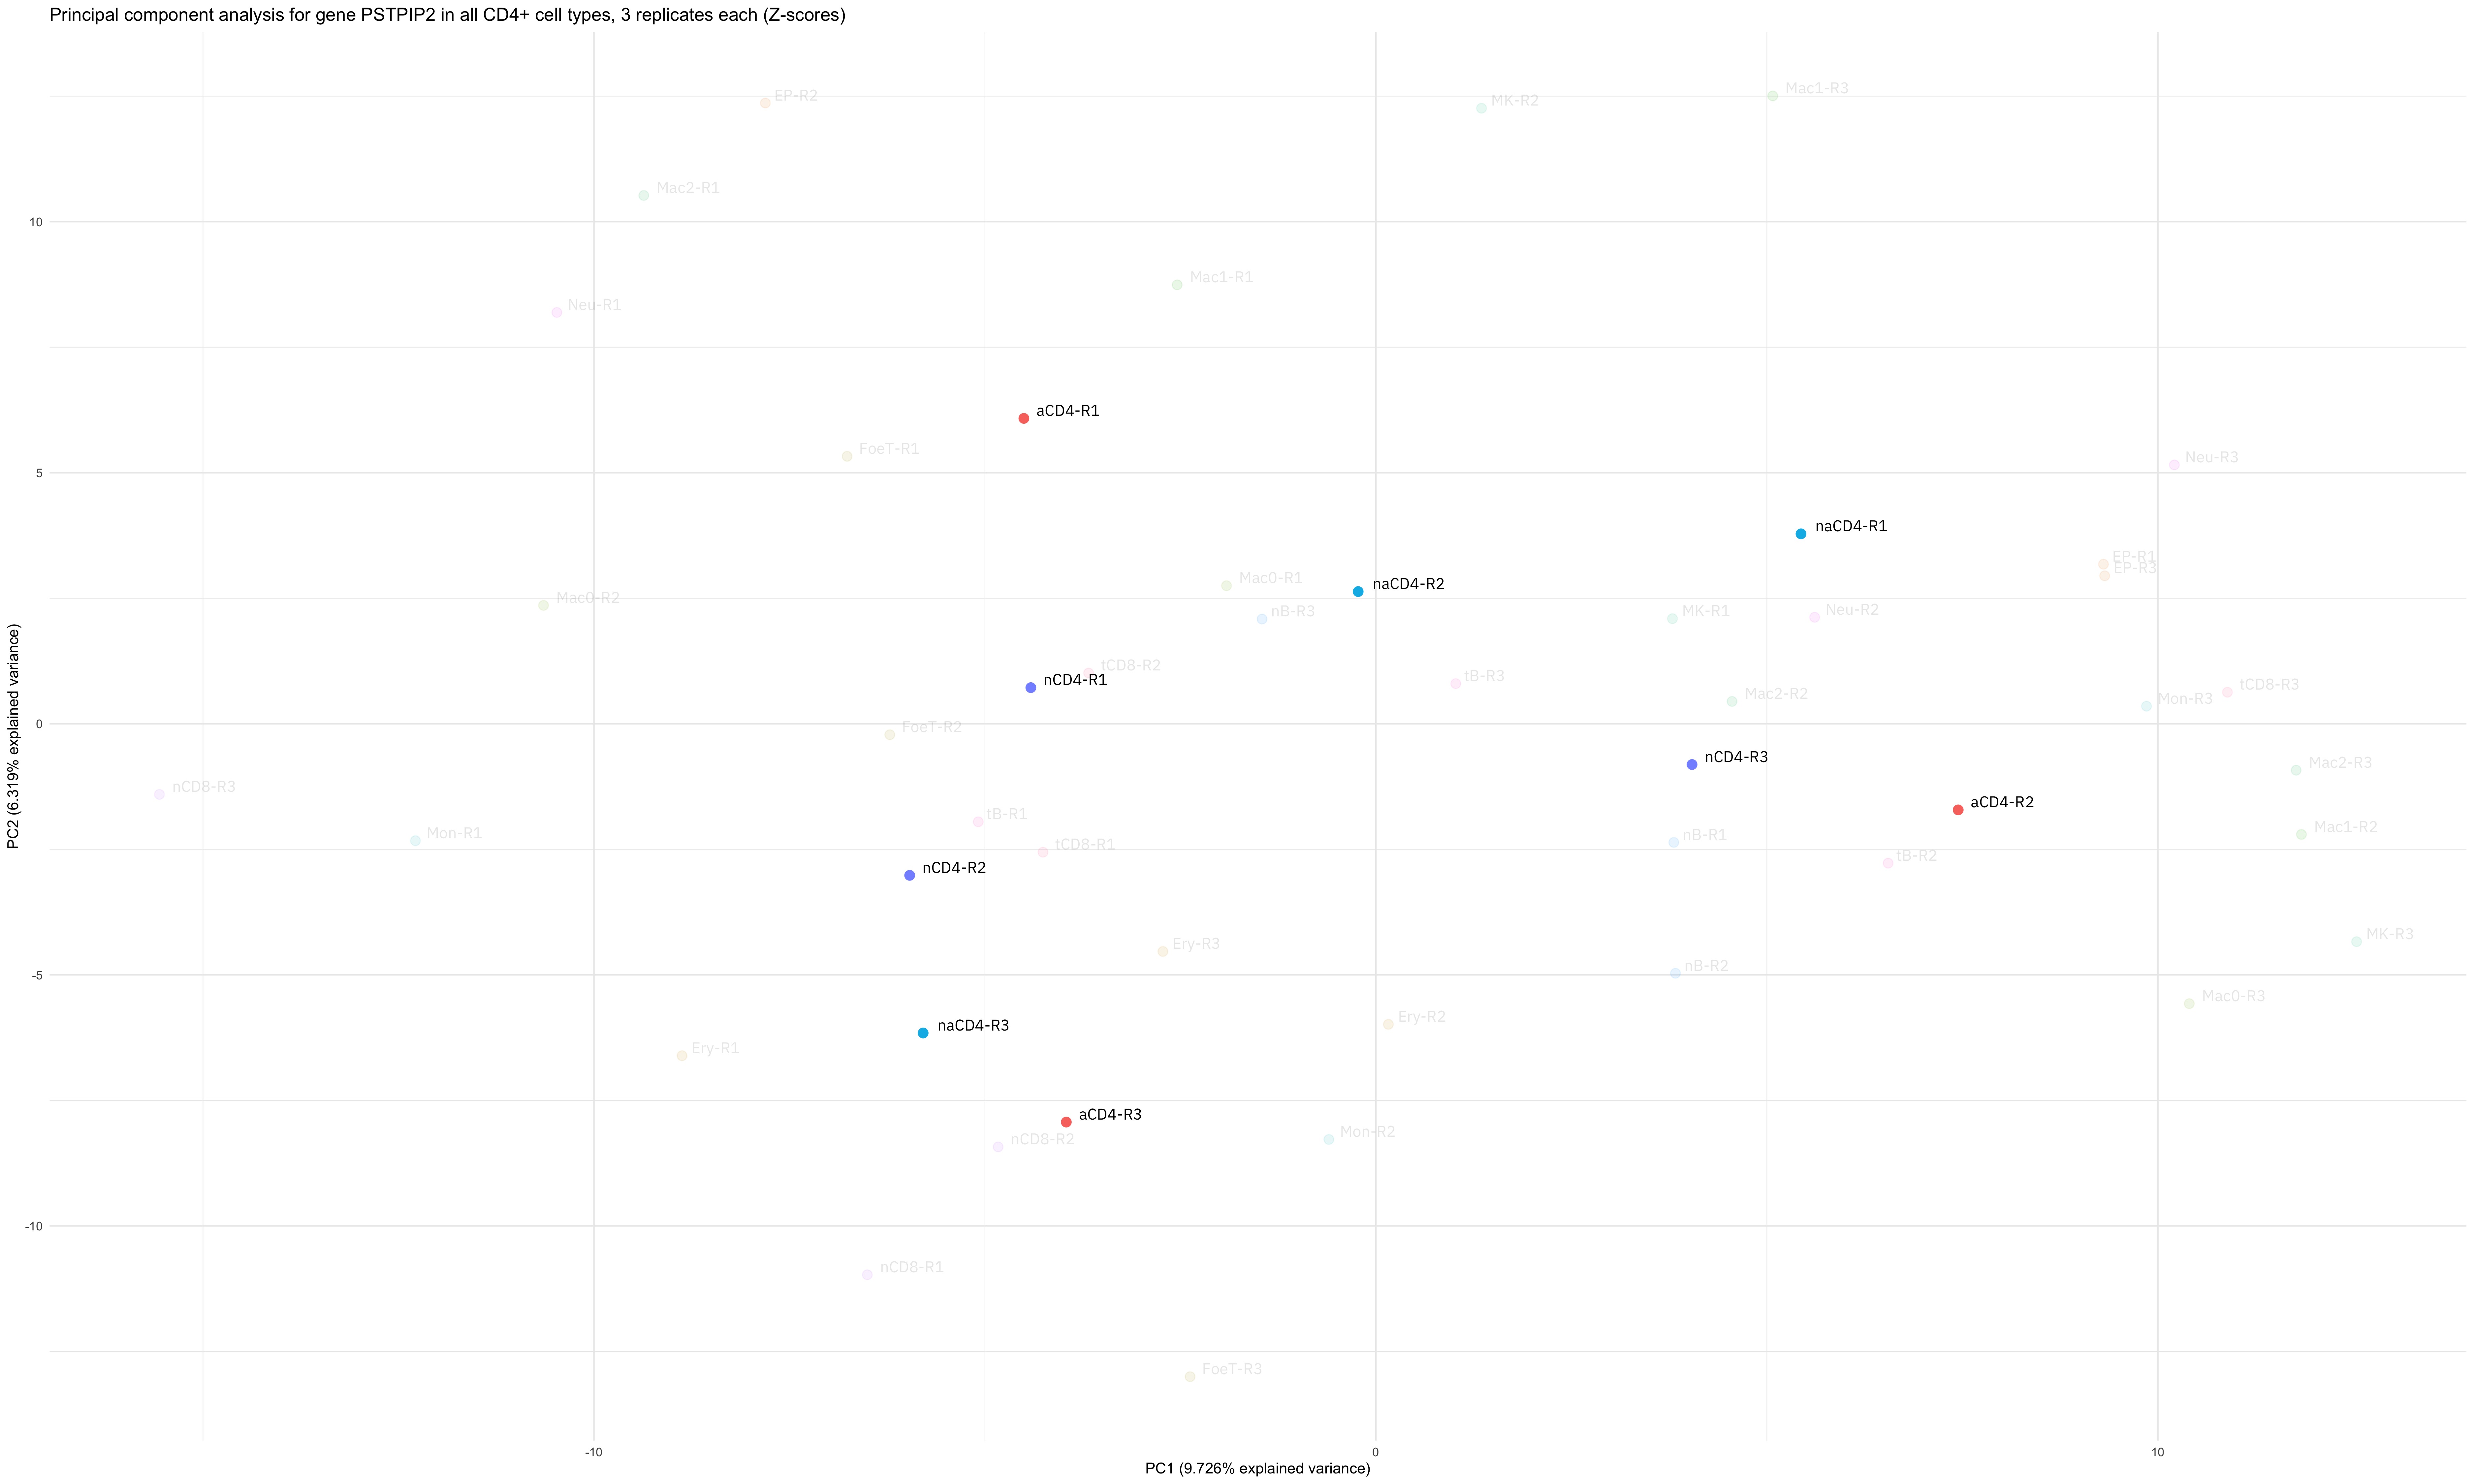 Principal component analysis for gene PSTPIP2 in all CD4+ cell types, 3 replicates each (Z-scores)
Mac1-R3
EP-R2
MK-R2
Mac2-R1
10
Mac1-R1
Neu-R1
aCD4-R1
FoeT-R1
Neu-R3
5
naCD4-R1
EP-R1
EP-R3
Mac0-R1
naCD4-R2
Mac0-R2
nB-R3
MK-R1
Neu-R2
tCD8-R2
nCD4-R1
tB-R3
tCD8-R3
Mac2-R2
Mon-R3
0
FoeT-R2
nCD4-R3
Mac2-R3
nCD8-R3
aCD4-R2
tB-R1
Mac1-R2
Mon-R1
nB-R1
tCD8-R1
tB-R2
nCD4-R2
MK-R3
Ery-R3
nB-R2
-5
Mac0-R3
Ery-R2
naCD4-R3
Ery-R1
aCD4-R3
Mon-R2
nCD8-R2
-10
nCD8-R1
FoeT-R3
PC2 (6.319% explained variance)
-10
0
10
PC1 (9.726% explained variance)